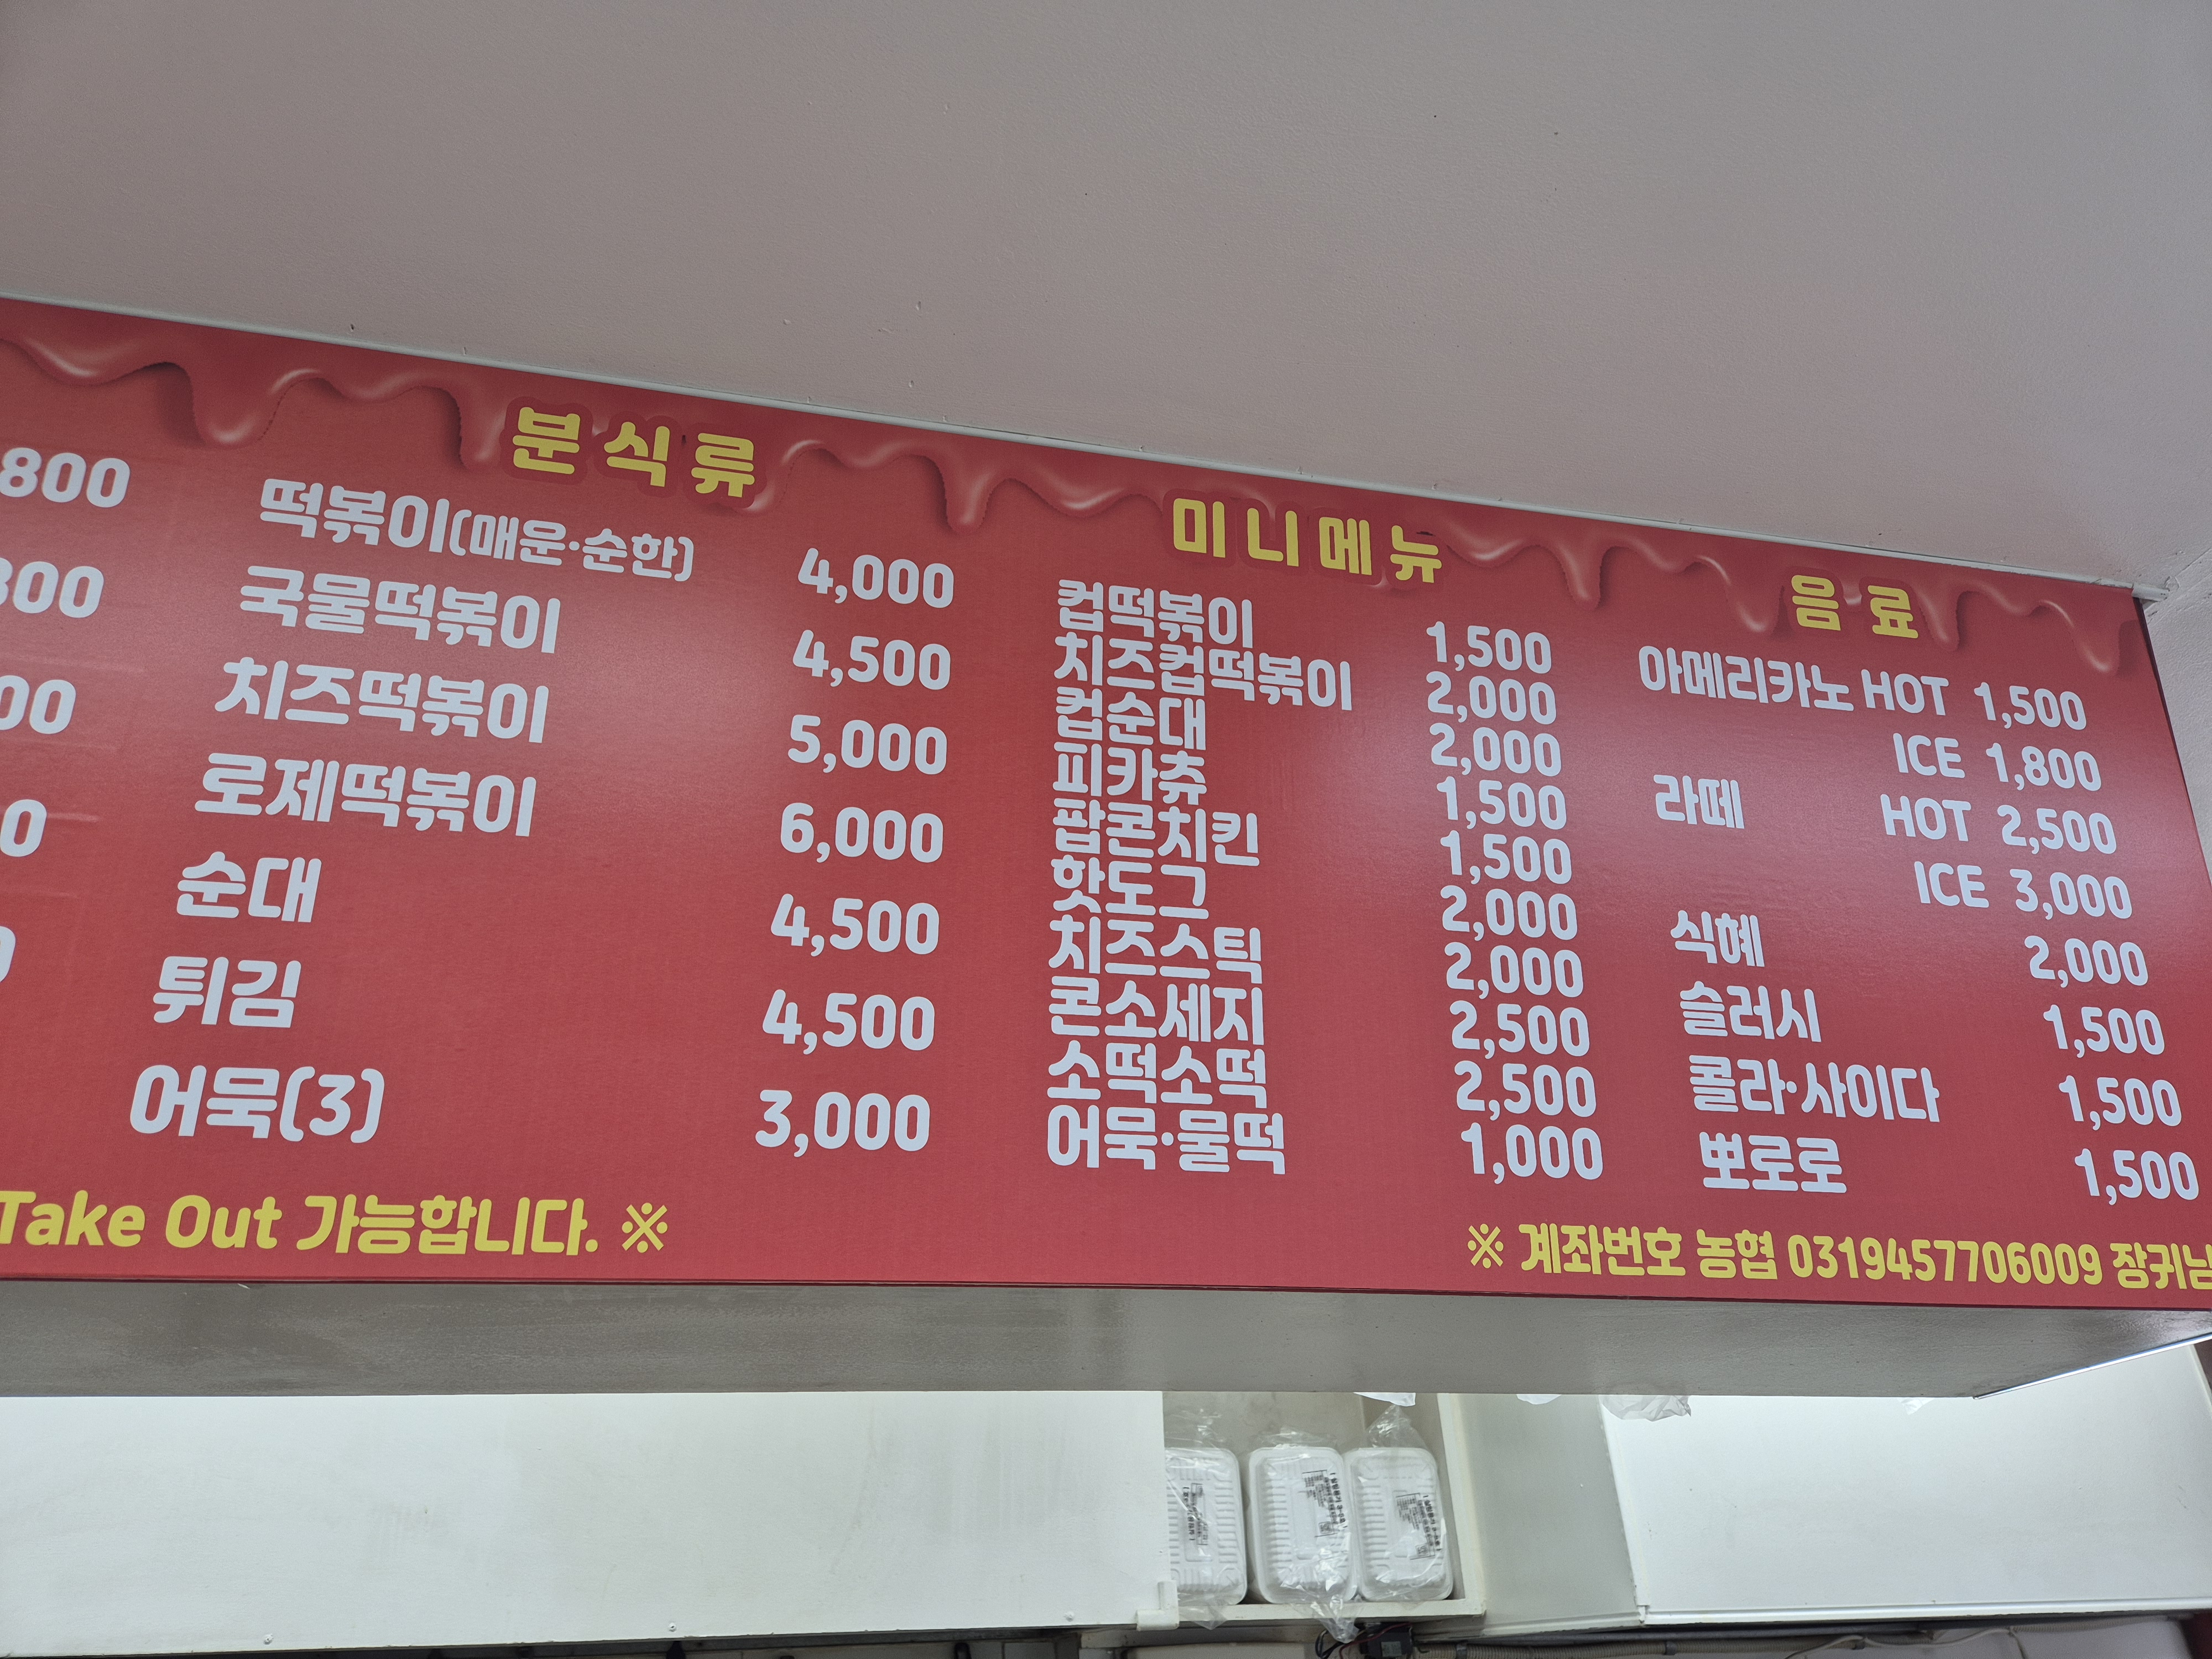 800
분식류
떡볶이(매운·순한) 4,000
국물떡볶이 4,500
치즈떡볶이 5,000
로제떡볶이 6,000
순대 4,500
튀김 4,500
어묵(3) 3,000
미니메뉴
컵떡볶이 1,500
치즈컵떡볶이 2,000
컵순대 2,000
피카츄 1,500
팝콘치킨 1,500
핫도그 2,000
치즈스틱 2,000
콘소세지 2,500
소떡소떡 2,500
어묵·물떡 1,000
음료
아메리카노 HOT 1,500
ICE 1,800
라떼 HOT 2,500
ICE 3,000
식혜 2,000
슬러시 1,500
콜라·사이다 1,500
뽀로로 1,500
Take Out 가능합니다. ※
※ 계좌번호 농협 0319457706009 장귀남